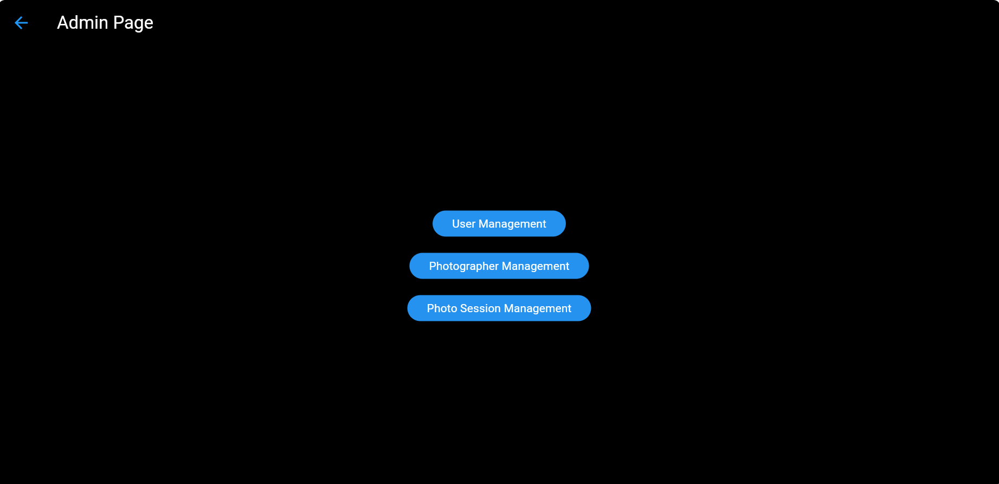 Admin Page
User Management
Photographer Management
Photo Session Management